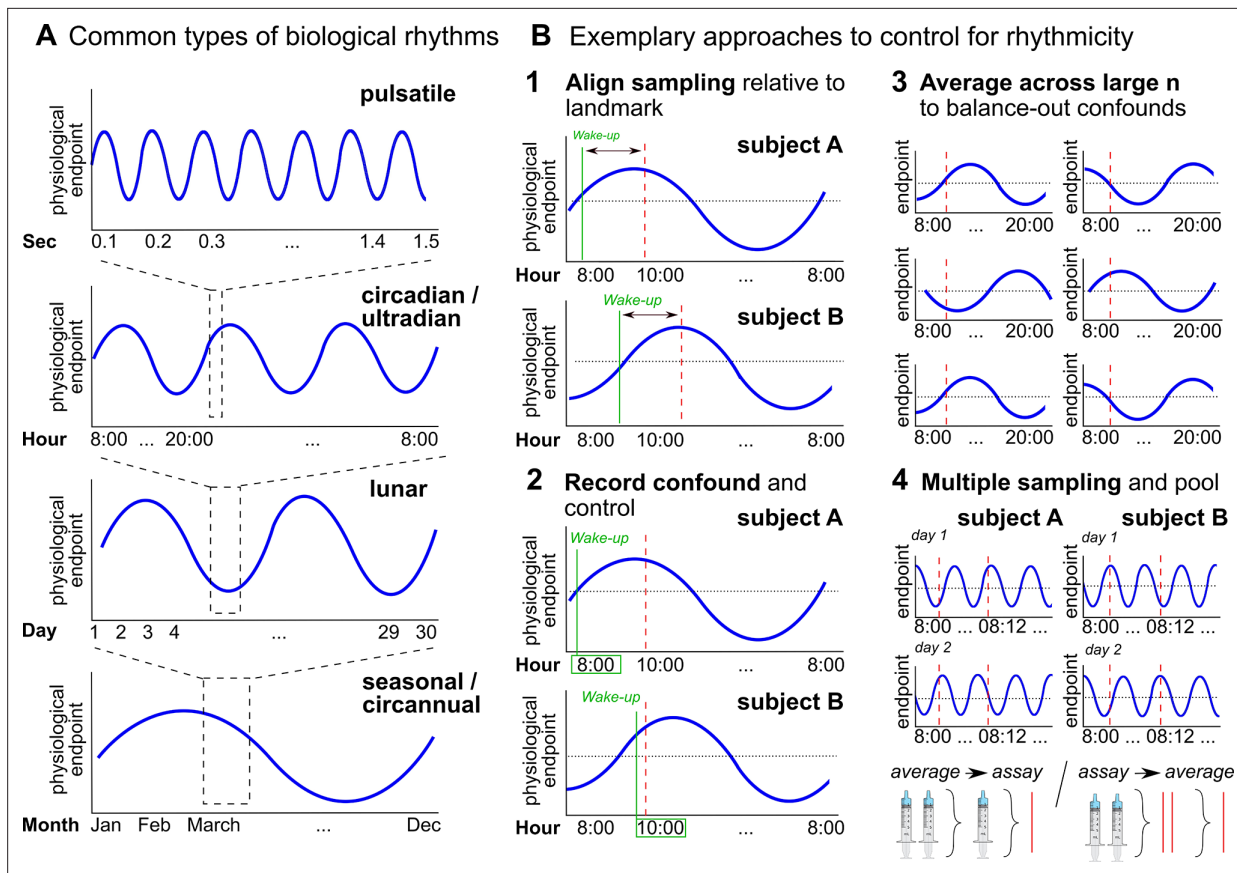 A Common types of biological rhythms
pulsatile
physiological
endpoint
Sec
0.1 0.2 0.3 ... 1.4 1.5
circadian /
ultradian
physiological
endpoint
Hour
8:00 ... 20:00 ... 8:00
lunar
physiological
endpoint
Day
1 2 3 4 ... 29 30
seasonal /
circannual
physiological
endpoint
Month
Jan Feb March ... Dec
B Exemplary approaches to control for rhythmicity
1 Align sampling relative to
landmark
Wake-up
subject A
physiological
endpoint
Hour 8:00 10:00 ... 8:00
Wake-up
subject B
physiological
endpoint
Hour 8:00 10:00 ... 8:00
2 Record confound and
control
subject A
Wake-up
physiological
endpoint
Hour 8:00 10:00 ... 8:00
Wake-up
subject B
physiological
endpoint
Hour 8:00 10:00 ... 8:00
3 Average across large n
to balance-out confounds
endpoint
8:00 ... 20:00
endpoint
8:00 ... 20:00
endpoint
8:00 ... 20:00
endpoint
8:00 ... 20:00
endpoint
8:00 ... 20:00
endpoint
8:00 ... 20:00
4 Multiple sampling and pool
subject A subject B
day 1
endpoint
8:00 ... 08:12 ...
day 1
endpoint
8:00 ... 08:12 ...
day 2
endpoint
8:00 ... 08:12 ...
day 2
endpoint
8:00 ... 08:12 ...
average assay / assay average